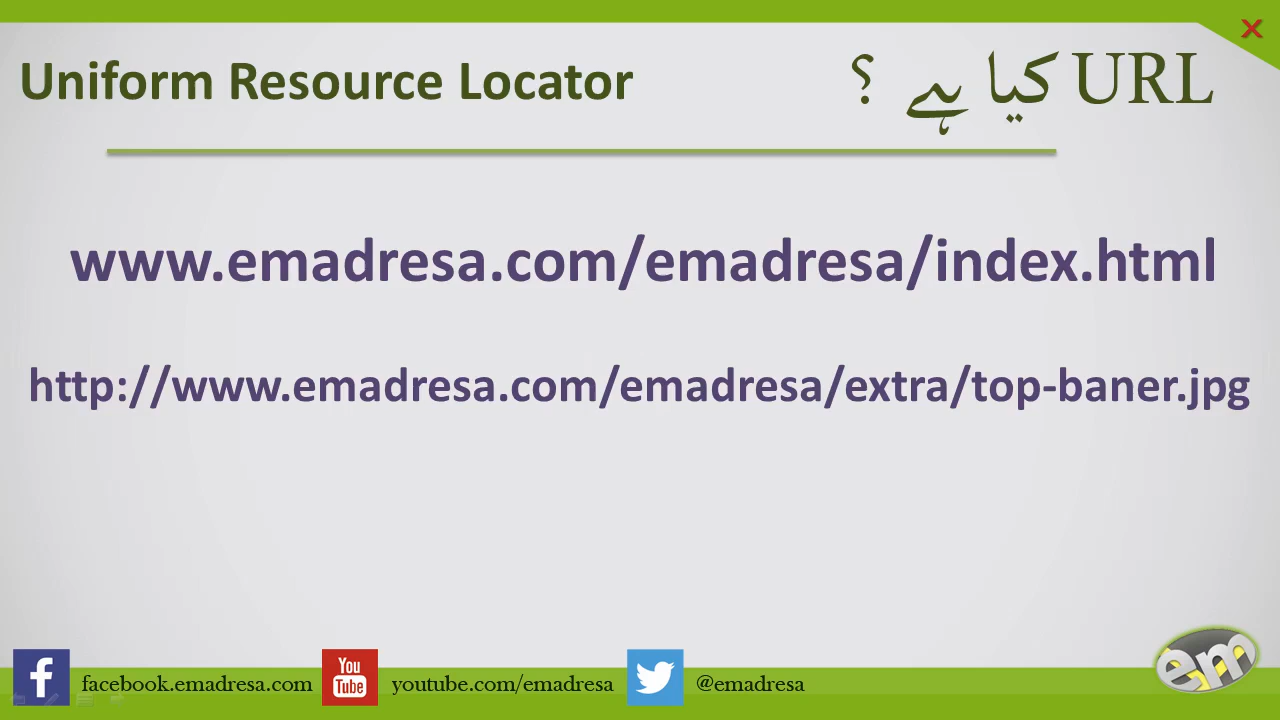 Uniform Resource Locator
URL کیا ہے ؟
www.emadresa.com/emadresa/index.html
http://www.emadresa.com/emadresa/extra/top-baner.jpg
facebook.emadresa.com
You Tube
youtube.com/emadresa
@emadresa
em